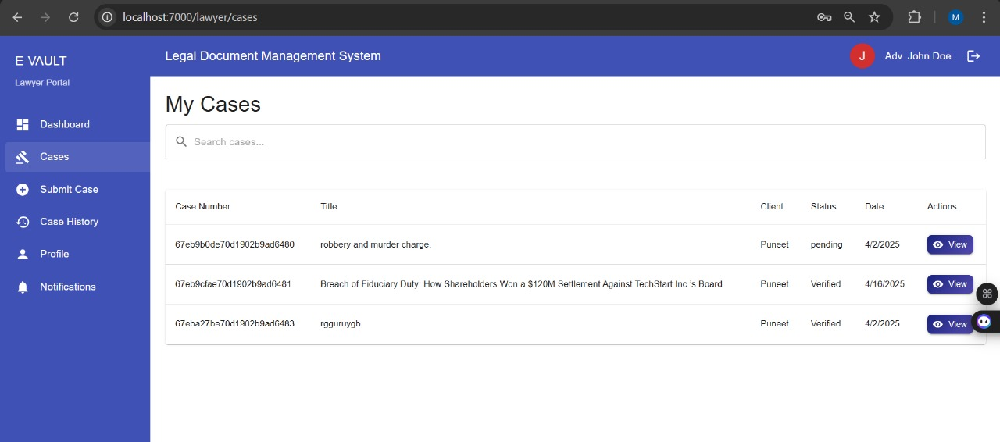 localhost:7000/lawyer/cases
M
E-VAULT
Lawyer Portal
Legal Document Management System
J
Adv. John Doe
Dashboard
Cases
Submit Case
Case History
Profile
Notifications
My Cases
Search cases...
Case Number Title Client Status Date Actions
67eb9b0de70d1902b9ad6480 robbery and murder charge. Puneet pending 4/2/2025 View
67eb9cfae70d1902b9ad6481 Breach of Fiduciary Duty: How Shareholders Won a $120M Settlement Against TechStart Inc.'s Board Puneet Verified 4/16/2025 View
67eba27be70d1902b9ad6483 rgguruygb Puneet Verified 4/2/2025 View